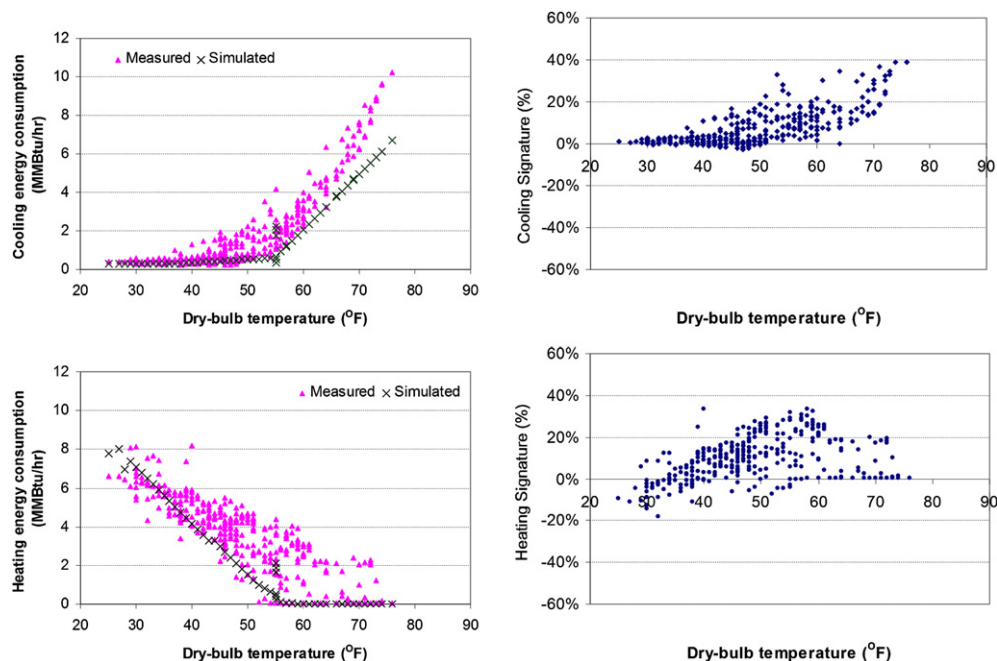 12
10
8
6
4
2
0
Measured × Simulated
20 30 40 50 60 70 80 90
Dry-bulb temperature (°F)
Cooling energy consumption
(MMBtu/hr)
60%
40%
20%
0%
-20%
-40%
-60%
20 30 40 50 60 70 80 90
Dry-bulb temperature (°F)
Cooling Signature (%)
12
10
8
6
4
2
0
Measured × Simulated
20 30 40 50 60 70 80 90
Dry-bulb temperature (°F)
Heating energy consumption
(MMBtu/hr)
60%
40%
20%
0%
-20%
-40%
-60%
20 30 40 50 60 70 80 90
Dry-bulb temperature (°F)
Heating Signature (%)